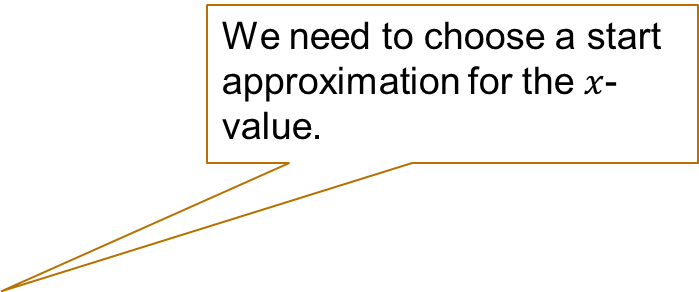 We need to choose a start
approximation for the 𝑥-
value.